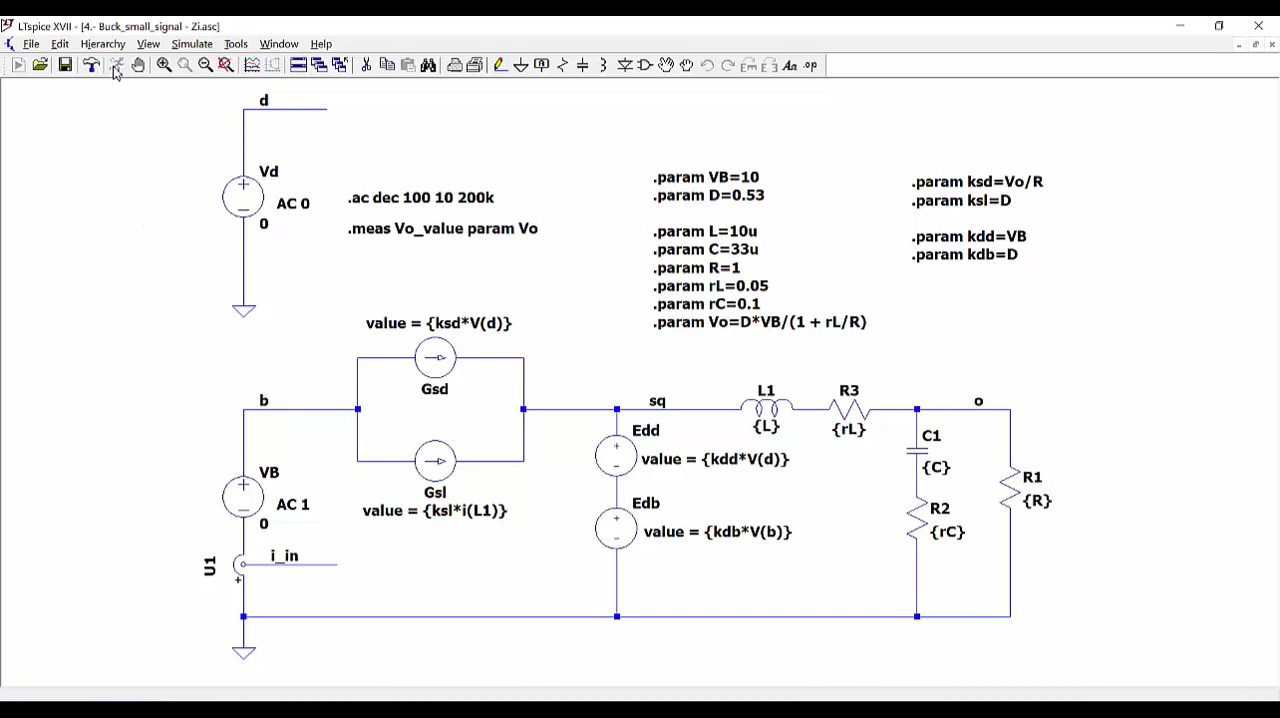 LTspice XVII - [4.- Buck_small_signal - Zi.asc]
File Edit Hierarchy View Simulate Tools Window Help
Aa .op
d
Vd
AC 0
0
.ac dec 100 10 200k
.meas Vo_value param Vo
.param VB=10
.param D=0.53
.param L=10u
.param C=33u
.param R=1
.param rL=0.05
.param rC=0.1
.param Vo=D*VB/(1 + rL/R)
.param ksd=Vo/R
.param ksl=D
.param kdd=VB
.param kdb=D
value = {ksd*V(d)}
Gsd
b
Gsl
value = {ksl*i(L1)}
VB
AC 1
0
U1
i_in
sq
Edd
value = {kdd*V(d)}
Edb
value = {kdb*V(b)}
L1
{L}
R3
{rL}
o
C1
{C}
R2
{rC}
R1
{R}